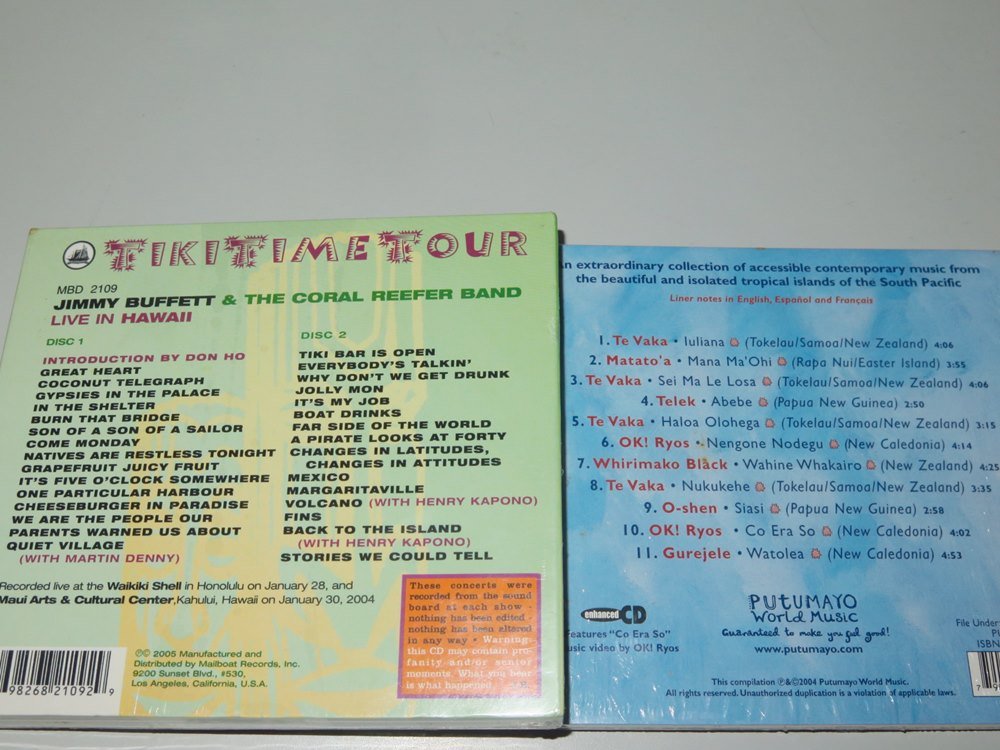 TIKI TIME TOUR
MBD 2109
JIMMY BUFFETT & THE CORAL REEFER BAND
LIVE IN HAWAII
DISC 1
INTRODUCTION BY DON HO
GREAT HEART
COCONUT TELEGRAPH
GYPSIES IN THE PALACE
IN THE SHELTER
BURN THAT BRIDGE
SON OF A SON OF A SAILOR
COME MONDAY
NATIVES ARE RESTLESS TONIGHT
GRAPEFRUIT JUICY FRUIT
IT'S FIVE O'CLOCK SOMEWHERE
ONE PARTICULAR HARBOUR
CHEESEBURGER IN PARADISE
WE ARE THE PEOPLE OUR
PARENTS WARNED US ABOUT
QUIET VILLAGE
(WITH MARTIN DENNY)
DISC 2
TIKI BAR IS OPEN
EVERYBODY'S TALKIN'
WHY DON'T WE GET DRUNK
JOLLY MON
IT'S MY JOB
BOAT DRINKS
FAR SIDE OF THE WORLD
A PIRATE LOOKS AT FORTY
CHANGES IN LATITUDES,
CHANGES IN ATTITUDES
MEXICO
MARGARITAVILLE
VOLCANO (WITH HENRY KAPONO)
FINS
BACK TO THE ISLAND
(WITH HENRY KAPONO)
STORIES WE COULD TELL
Recorded live at the Waikiki Shell in Honolulu on January 28, and
Maui Arts & Cultural Center, Kahului, Hawaii on January 30, 2004
These concerts were
recorded from the sound
board at each show -
nothing has been edited -
nothing has been altered
in any way • Warning:
this CD may contain pro-
fanity and/or senior
moments. What you hear
is what happened
℗© 2005 Manufactured and
Distributed by Mailboat Records, Inc.
9200 Sunset Blvd., #530,
Los Angeles, California, U.S.A.
98268 21092 9
An extraordinary collection of accessible contemporary music from
the beautiful and isolated tropical islands of the South Pacific
Liner notes in English, Español and Français
1. Te Vaka • Iuliana (Tokelau/Samoa/New Zealand) 4:06
2. Matato'a • Mana Ma'Ohi (Rapa Nui/Easter Island) 3:55
3. Te Vaka • Sei Ma Le Losa (Tokelau/Samoa/New Zealand) 4:06
4. Telek • Abebe (Papua New Guinea) 2:50
5. Te Vaka • Haloa Olohega (Tokelau/Samoa/New Zealand) 3:15
6. OK! Ryos • Nengone Nodegu (New Caledonia) 4:14
7. Whirimako Black • Wahine Whakairo (New Zealand) 4:25
8. Te Vaka • Nukukehe (Tokelau/Samoa/New Zealand) 3:35
9. O-shen • Siasi (Papua New Guinea) 2:58
10. OK! Ryos • Co Era So (New Caledonia) 4:02
11. Gurejele • Watolea (New Caledonia) 4:53
enhanced CD
Features "Co Era So"
music video by OK! Ryos
PUTUMAYO
World Music
Guaranteed to make you feel good!
www.putumayo.com
File Under:
P
ISBN
7
This compilation ℗&©2004 Putumayo World Music.
All rights reserved. Unauthorized duplication is a violation of applicable laws.